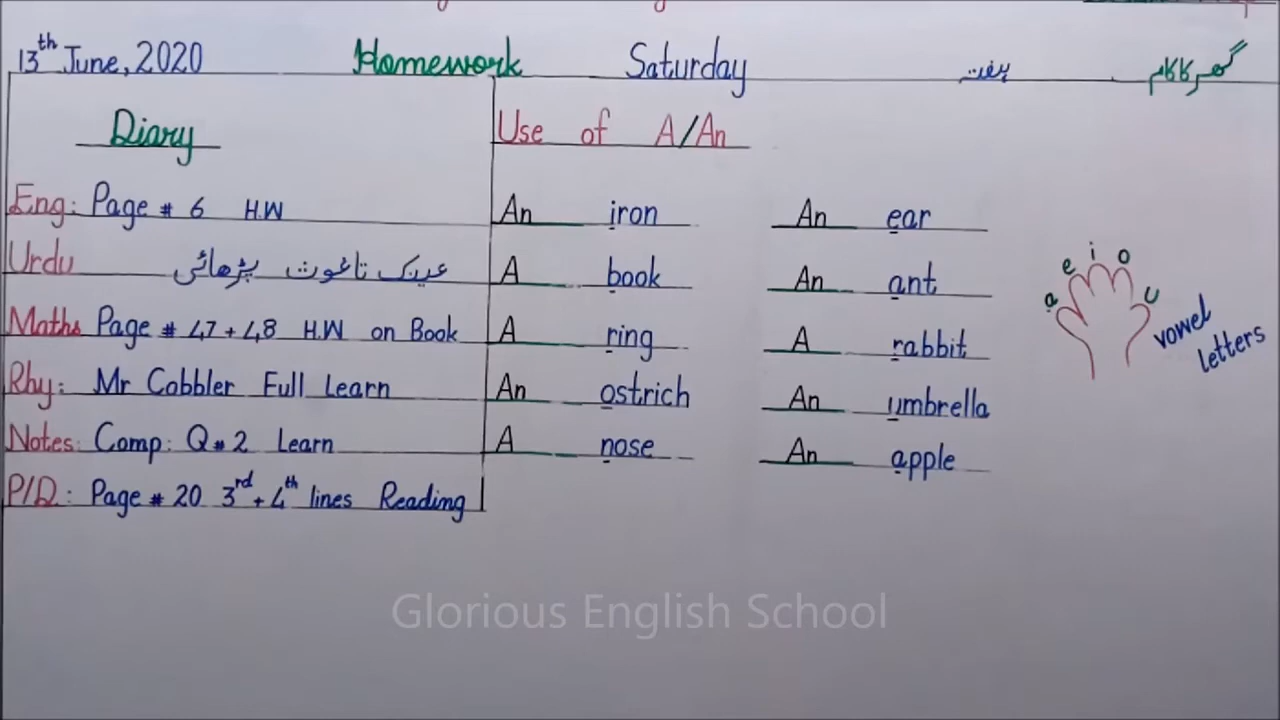 13th June, 2020 Homework Saturday ہفتہ گھر کا کام
Diary
Eng: Page # 6 H.W
Urdu عینک تا غوث پڑھائی
Maths Page # 47 + 48 H.W on Book
Rhy: Mr Cobbler Full Learn
Notes: Comp: Q # 2 Learn
P/D: Page # 20 3rd + 4th lines Reading
Use of A/An
An iron An ear
A book An ant
A ring A rabbit
An ostrich An umbrella
A nose An apple
a e i o u
vowel
letters
Glorious English School